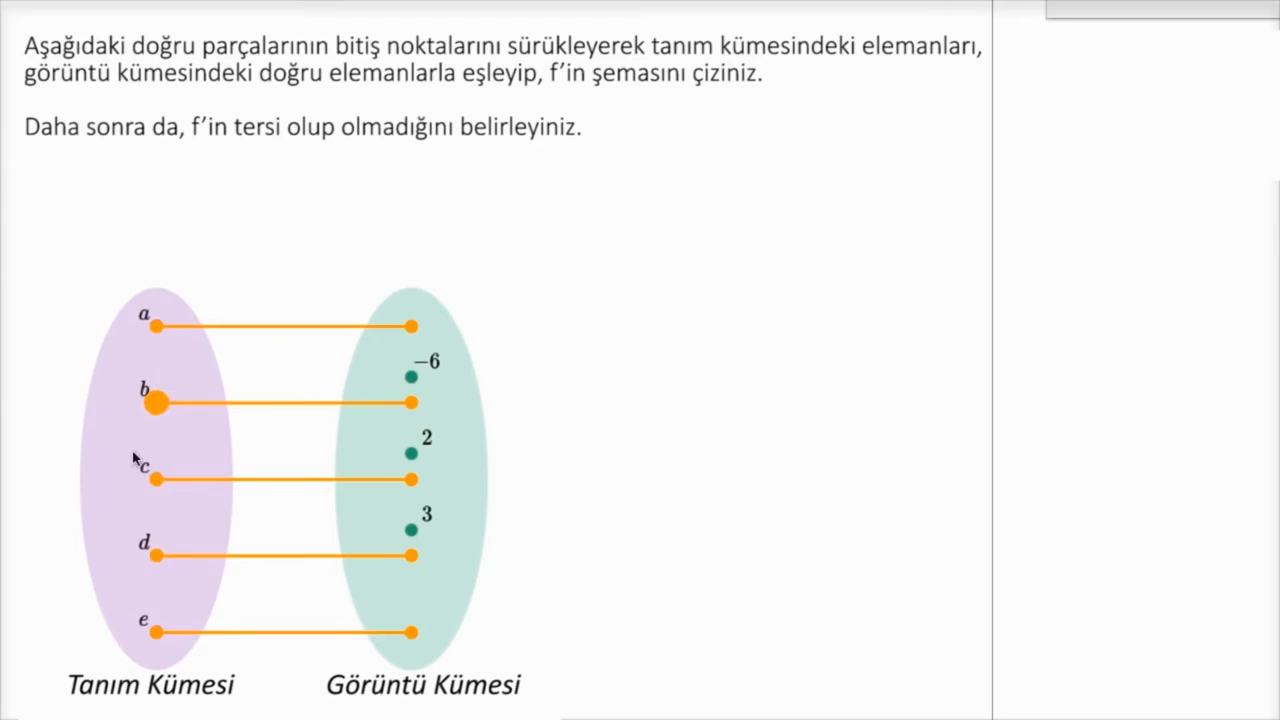 Aşağıdaki doğru parçalarının bitiş noktalarını sürükleyerek tanım kümesindeki elemanları,
görüntü kümesindeki doğru elemanlarla eşleyip, f’in şemasını çiziniz.
Daha sonra da, f’in tersi olup olmadığını belirleyiniz.
a
−6
b
2
c
3
d
e
Tanım Kümesi
Görüntü Kümesi